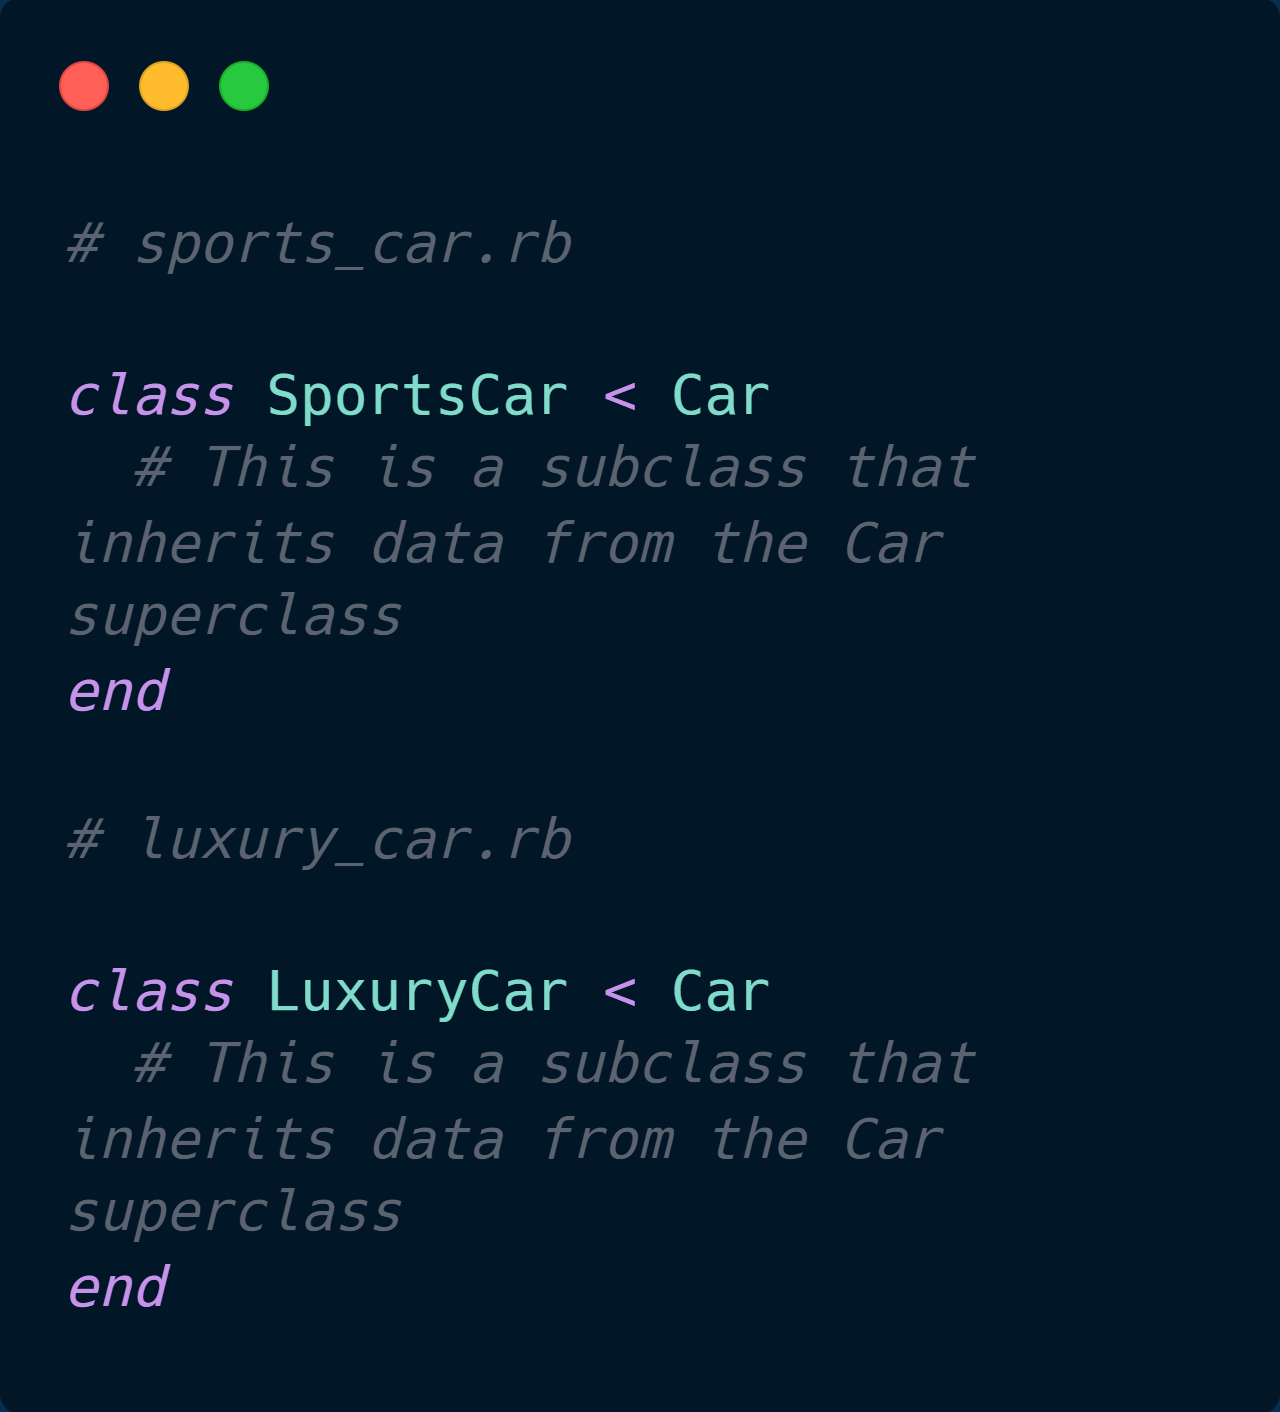 # sports_car.rb
class SportsCar < Car
  # This is a subclass that
inherits data from the Car
superclass
end
# luxury_car.rb
class LuxuryCar < Car
  # This is a subclass that
inherits data from the Car
superclass
end